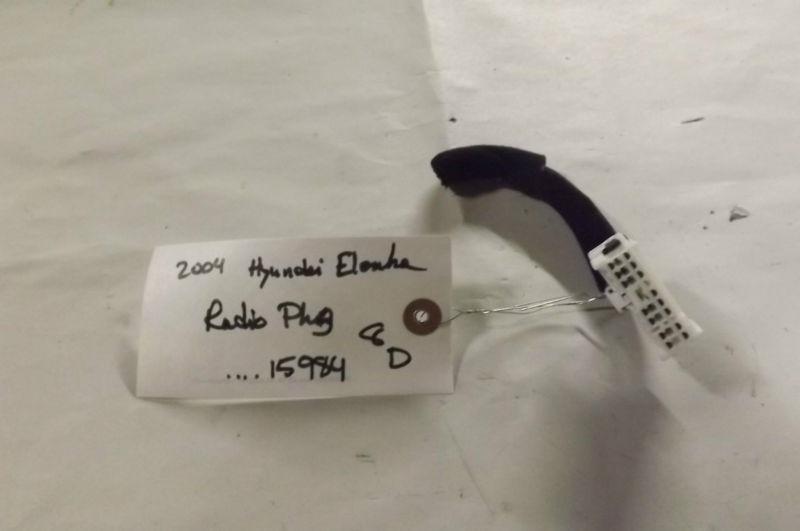 2004 Hyundai Elantra
Radio Plug
8
D
.... 15984